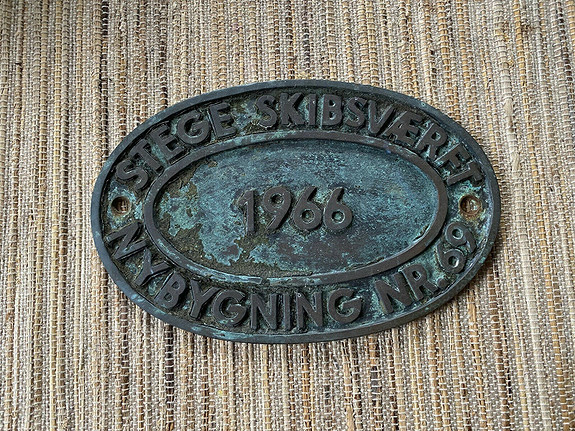 STEGE SKIBSVÆRFT
1966
NYBYGNING NR. 69